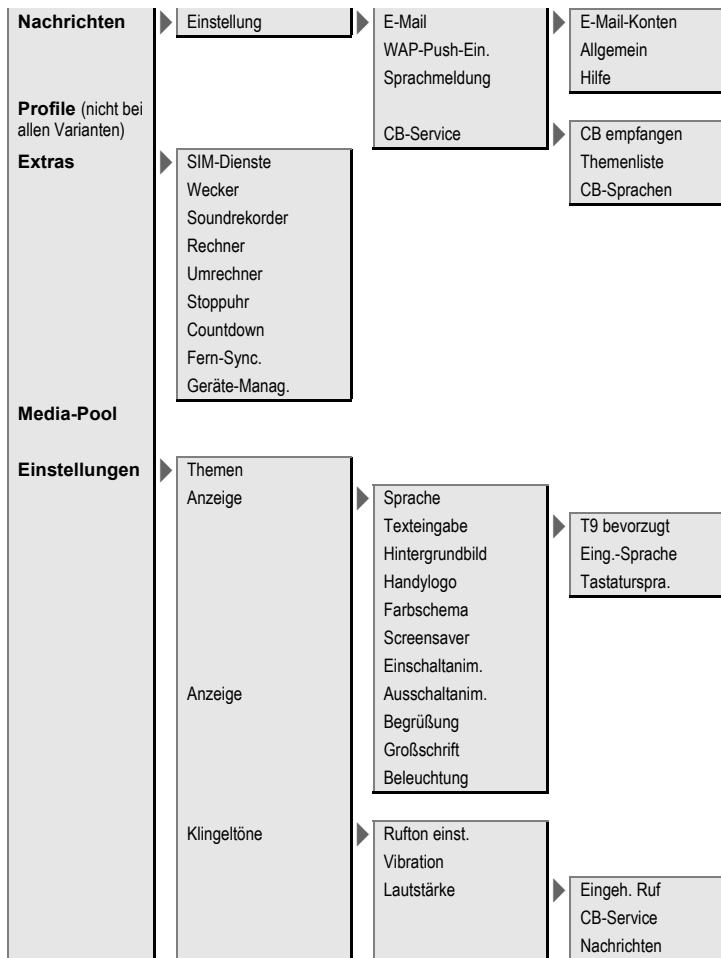 Nachrichten
Einstellung
E-Mail
E-Mail-Konten
WAP-Push-Ein.
Allgemein
Sprachmeldung
Hilfe
Profile (nicht bei
allen Varianten)
CB-Service
CB empfangen
Extras
SIM-Dienste
Themenliste
Wecker
CB-Sprachen
Soundrekorder
Rechner
Umrechner
Stoppuhr
Countdown
Fern-Sync.
Geräte-Manag.
Media-Pool
Einstellungen
Themen
Anzeige
Sprache
Texteingabe
T9 bevorzugt
Hintergrundbild
Eing.-Sprache
Handylogo
Tastaturspra.
Farbschema
Screensaver
Einschaltanim.
Anzeige
Ausschaltanim.
Begrüßung
Großschrift
Beleuchtung
Klingeltöne
Rufton einst.
Vibration
Lautstärke
Eingeh. Ruf
CB-Service
Nachrichten